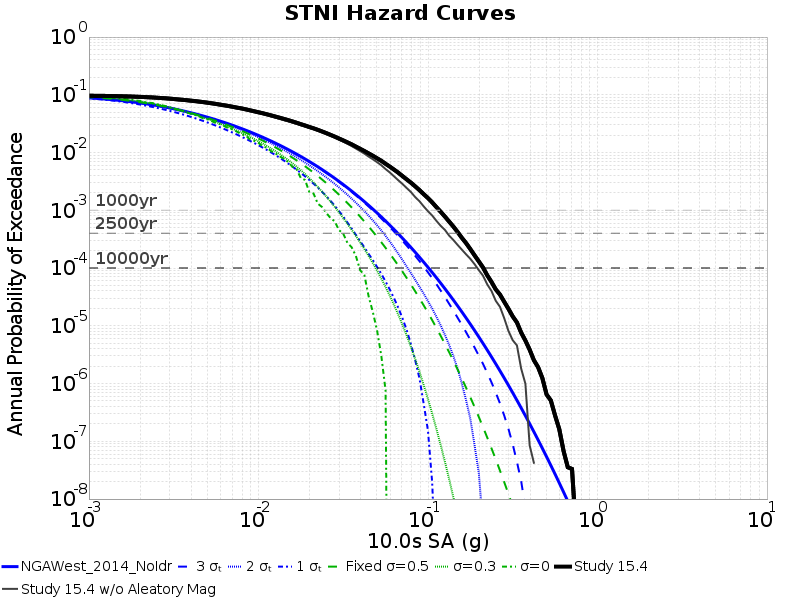 STNI Hazard Curves
Annual Probability of Exceedance
10^0
10^-1
10^-2
10^-3
10^-4
10^-5
10^-6
10^-7
10^-8
1000yr
2500yr
10000yr
10^-3 10^-2 10^-1 10^0 10^1
10.0s SA (g)
NGAWest_2014_NoIdr 3 σₜ 2 σₜ 1 σₜ Fixed σ=0.5 σ=0.3 σ=0 Study 15.4
Study 15.4 w/o Aleatory Mag